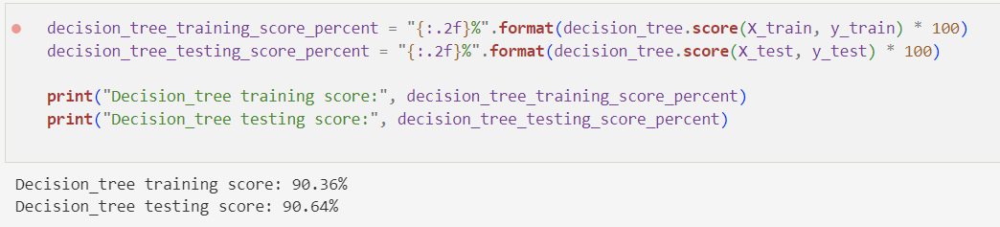 decision_tree_training_score_percent = "{:.2f}%".format(decision_tree.score(X_train, y_train) * 100)
decision_tree_testing_score_percent = "{:.2f}%".format(decision_tree.score(X_test, y_test) * 100)
print("Decision_tree training score:", decision_tree_training_score_percent)
print("Decision_tree testing score:", decision_tree_testing_score_percent)
Decision_tree training score: 90.36%
Decision_tree testing score: 90.64%